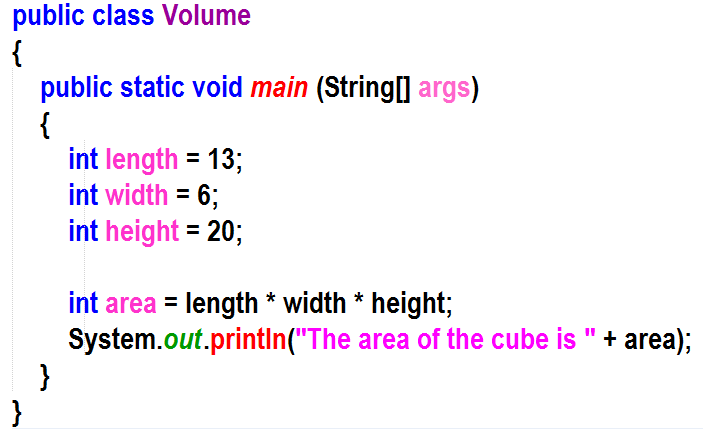 public class Volume
{
public static void main (String[] args)
{
int length = 13;
int width = 6;
int height = 20;
int area = length * width * height;
System.out.println("The area of the cube is " + area);
}
}